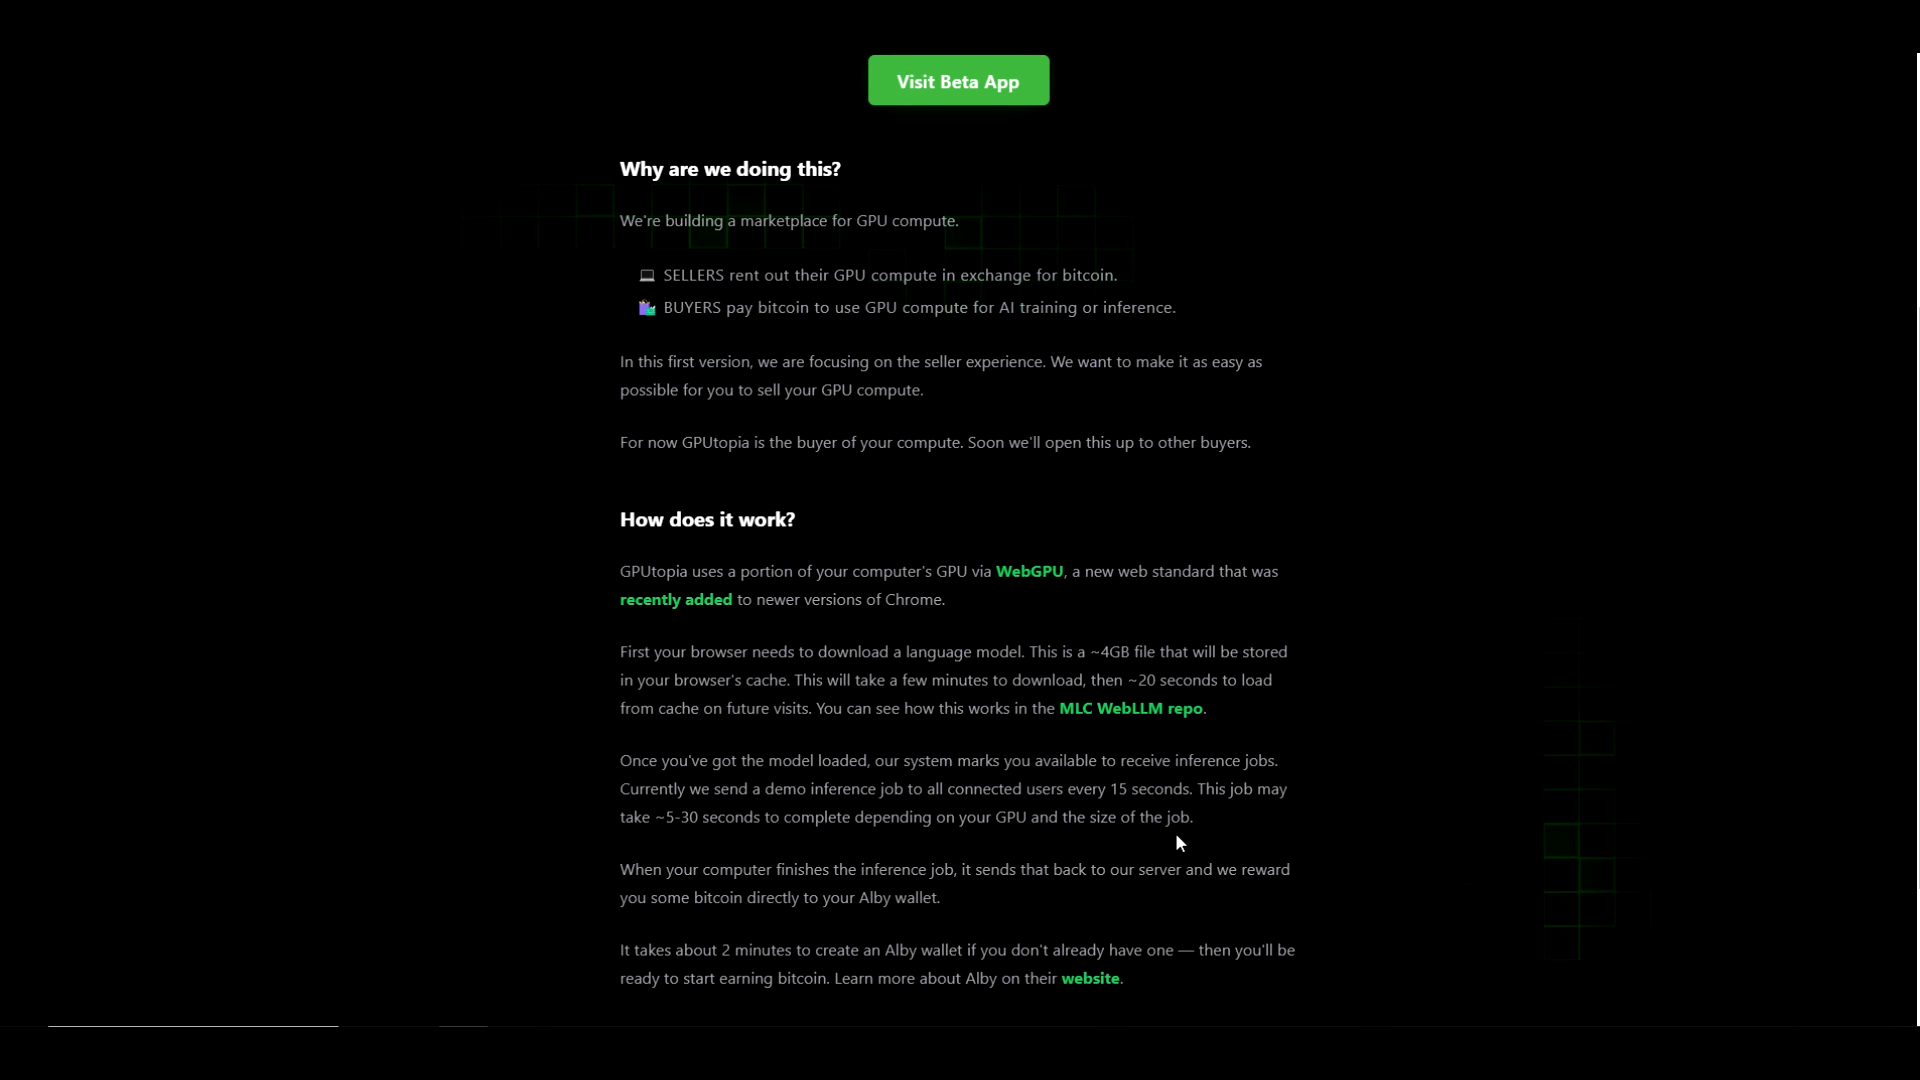 Visit Beta App
Why are we doing this?
We're building a marketplace for GPU compute.
💻 SELLERS rent out their GPU compute in exchange for bitcoin.
🛍️ BUYERS pay bitcoin to use GPU compute for AI training or inference.
In this first version, we are focusing on the seller experience. We want to make it as easy as
possible for you to sell your GPU compute.
For now GPUtopia is the buyer of your compute. Soon we'll open this up to other buyers.
How does it work?
GPUtopia uses a portion of your computer's GPU via WebGPU, a new web standard that was
recently added to newer versions of Chrome.
First your browser needs to download a language model. This is a ~4GB file that will be stored
in your browser's cache. This will take a few minutes to download, then ~20 seconds to load
from cache on future visits. You can see how this works in the MLC WebLLM repo.
Once you've got the model loaded, our system marks you available to receive inference jobs.
Currently we send a demo inference job to all connected users every 15 seconds. This job may
take ~5-30 seconds to complete depending on your GPU and the size of the job.
When your computer finishes the inference job, it sends that back to our server and we reward
you some bitcoin directly to your Alby wallet.
It takes about 2 minutes to create an Alby wallet if you don't already have one — then you'll be
ready to start earning bitcoin. Learn more about Alby on their website.